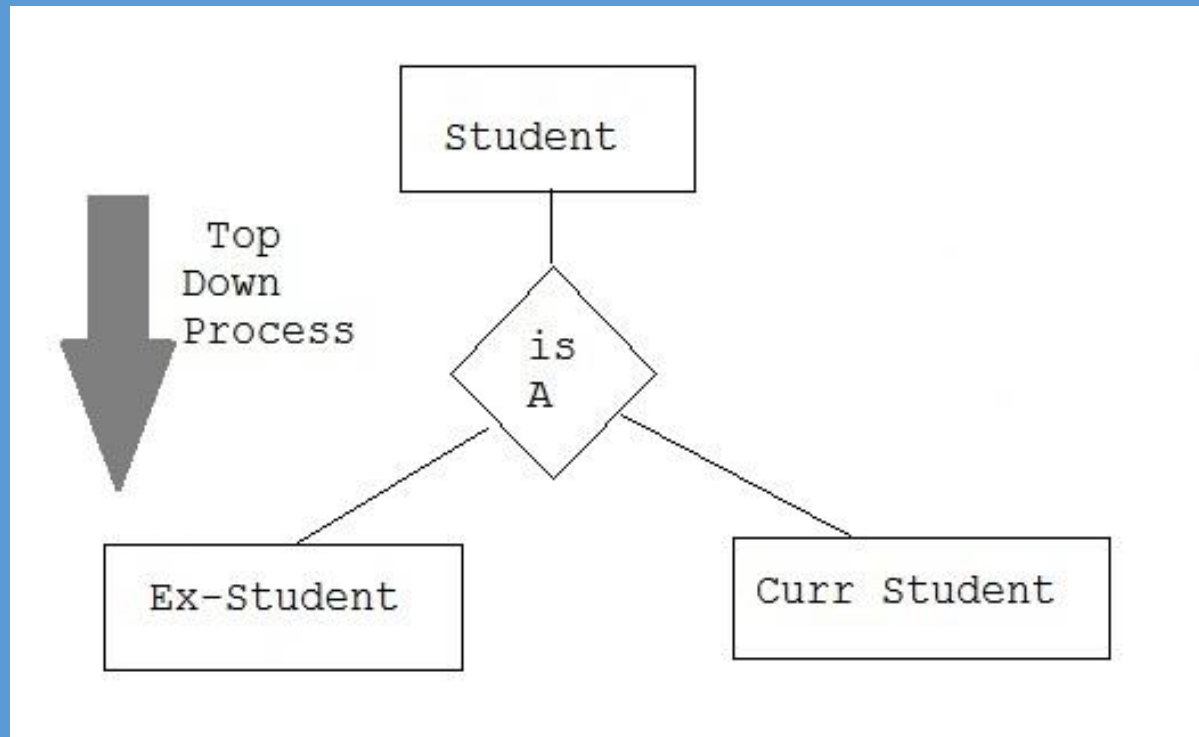 Student
Top
Down
Process
is
A
Ex-Student
Curr Student